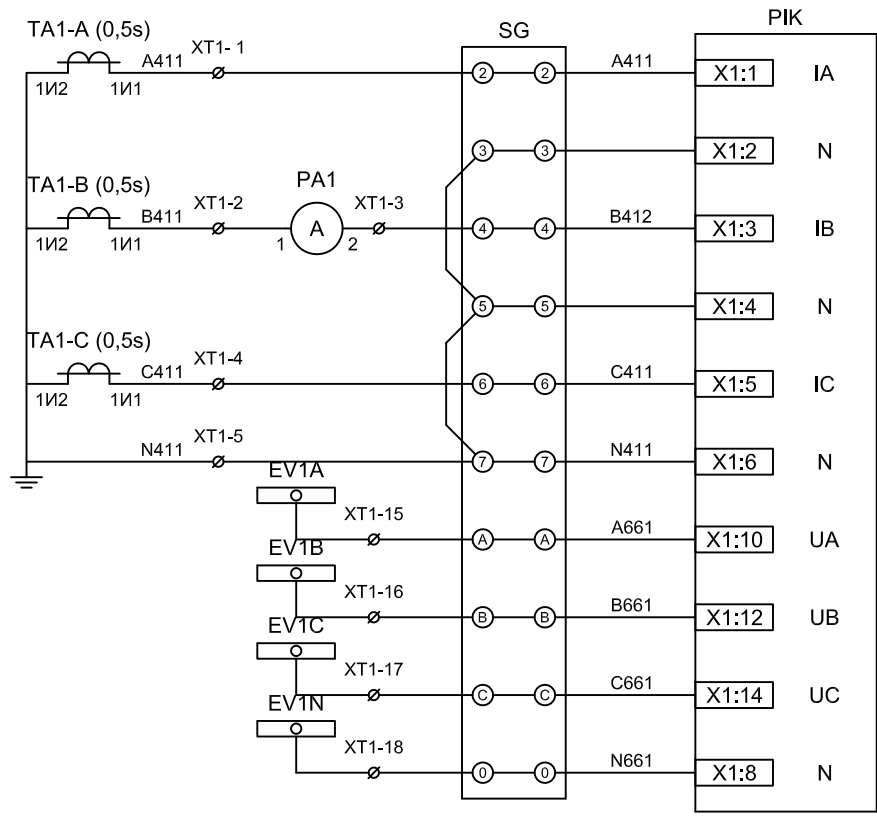 PIK
SG
TA1-A (0,5s)
A411 XT1- 1
1И2 1И1
2 2 A411 X1:1 IA
3 3 X1:2 N
TA1-B (0,5s)
B411 XT1-2 PA1 XT1-3
1И2 1И1 1 A 2
4 4 B412 X1:3 IB
5 5 X1:4 N
TA1-C (0,5s)
C411 XT1-4
1И2 1И1
6 6 C411 X1:5 IC
N411 XT1-5
7 7 N411 X1:6 N
EV1A
XT1-15
A A A661 X1:10 UA
EV1B
XT1-16
B B B661 X1:12 UB
EV1C
XT1-17
C C C661 X1:14 UC
EV1N
XT1-18
0 0 N661 X1:8 N